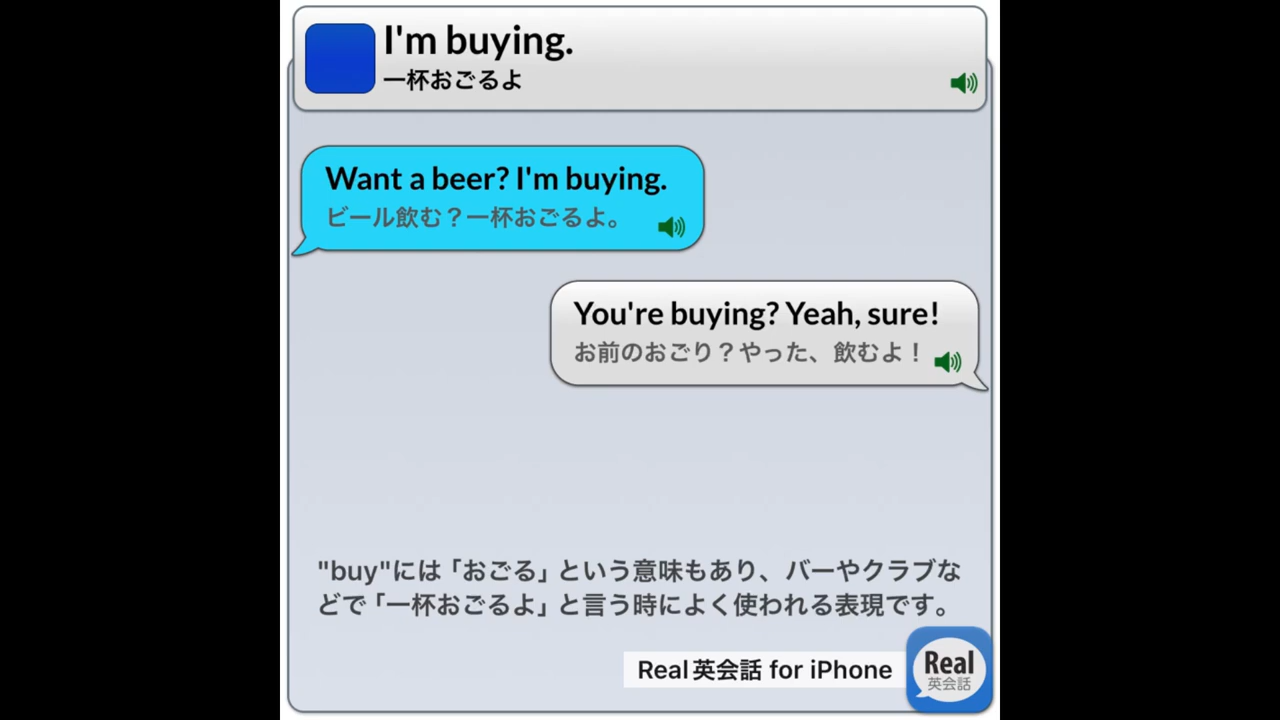 I'm buying.
一杯おごるよ
Want a beer? I'm buying.
ビール飲む？一杯おごるよ。
You're buying? Yeah, sure!
お前のおごり？やった、飲むよ！
"buy"には「おごる」という意味もあり、バーやクラブな
どで「一杯おごるよ」と言う時によく使われる表現です。
Real英会話 for iPhone
Real
英会話